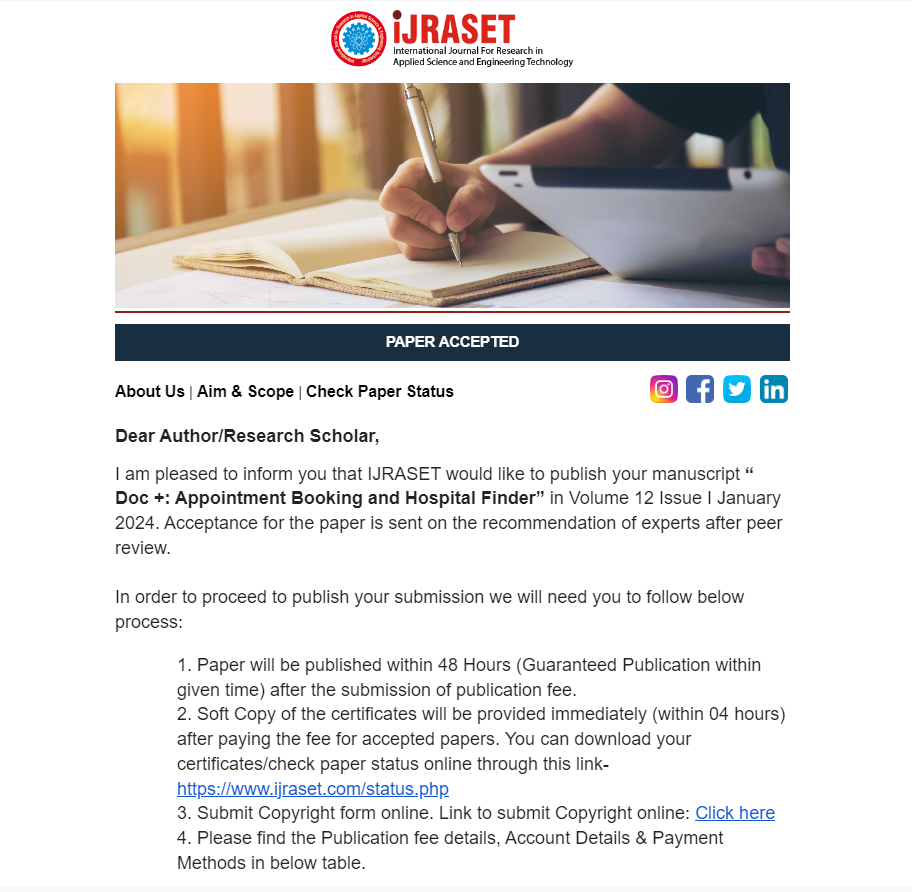 iJRASET
International Journal For Research in
Applied Science and Engineering Technology
PAPER ACCEPTED
About Us | Aim & Scope | Check Paper Status
Dear Author/Research Scholar,
I am pleased to inform you that IJRASET would like to publish your manuscript “
Doc +: Appointment Booking and Hospital Finder” in Volume 12 Issue I January
2024. Acceptance for the paper is sent on the recommendation of experts after peer
review.
In order to proceed to publish your submission we will need you to follow below
process:
1. Paper will be published within 48 Hours (Guaranteed Publication within
given time) after the submission of publication fee.
2. Soft Copy of the certificates will be provided immediately (within 04 hours)
after paying the fee for accepted papers. You can download your
certificates/check paper status online through this link-
https://www.ijraset.com/status.php
3. Submit Copyright form online. Link to submit Copyright online: Click here
4. Please find the Publication fee details, Account Details & Payment
Methods in below table.